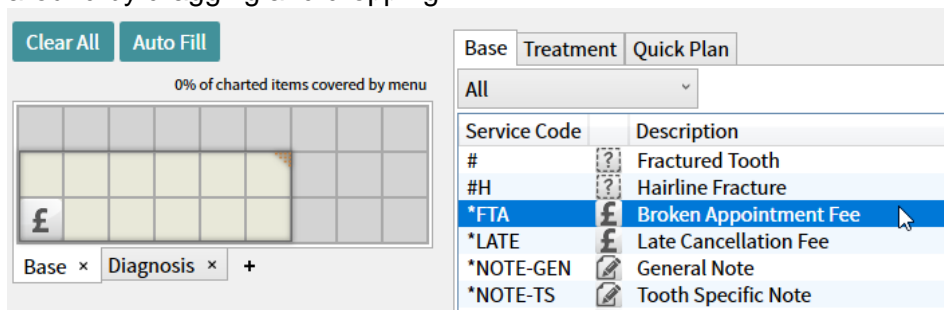 Clear All Auto Fill
0% of charted items covered by menu
£
Base × Diagnosis × +
Base Treatment Quick Plan
All
Service Code Description
# ? Fractured Tooth
#H ? Hairline Fracture
*FTA £ Broken Appointment Fee
*LATE £ Late Cancellation Fee
*NOTE-GEN General Note
*NOTE-TS Tooth Specific Note